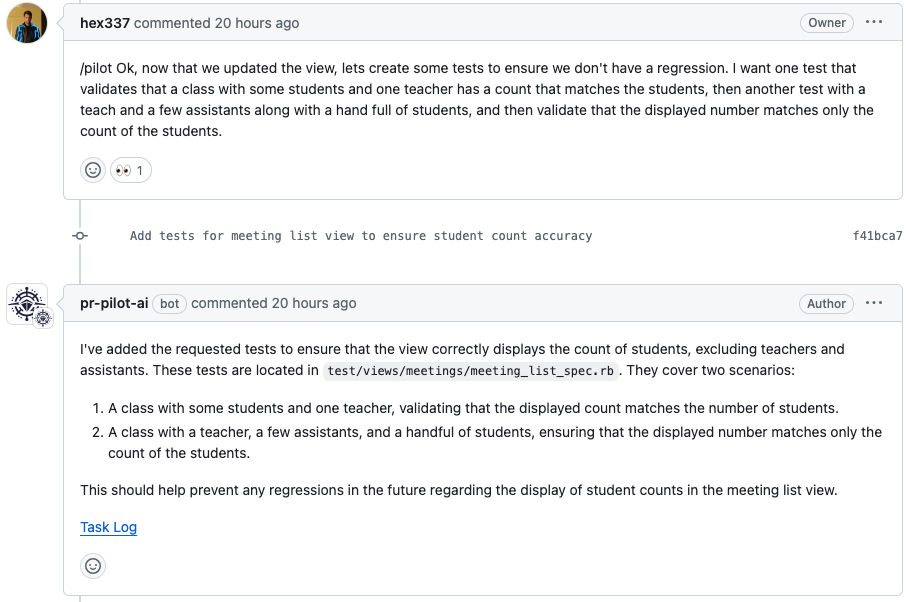 hex337 commented 20 hours ago Owner ...
/pilot Ok, now that we updated the view, lets create some tests to ensure we don't have a regression. I want one test that
validates that a class with some students and one teacher has a count that matches the students, then another test with a
teach and a few assistants along with a hand full of students, and then validate that the displayed number matches only the
count of the students.
👀 1
Add tests for meeting list view to ensure student count accuracy f41bca7
pr-pilot-ai bot commented 20 hours ago Author ...
I've added the requested tests to ensure that the view correctly displays the count of students, excluding teachers and
assistants. These tests are located in test/views/meetings/meeting_list_spec.rb . They cover two scenarios:
1. A class with some students and one teacher, validating that the displayed count matches the number of students.
2. A class with a teacher, a few assistants, and a handful of students, ensuring that the displayed number matches only the
count of the students.
This should help prevent any regressions in the future regarding the display of student counts in the meeting list view.
Task Log